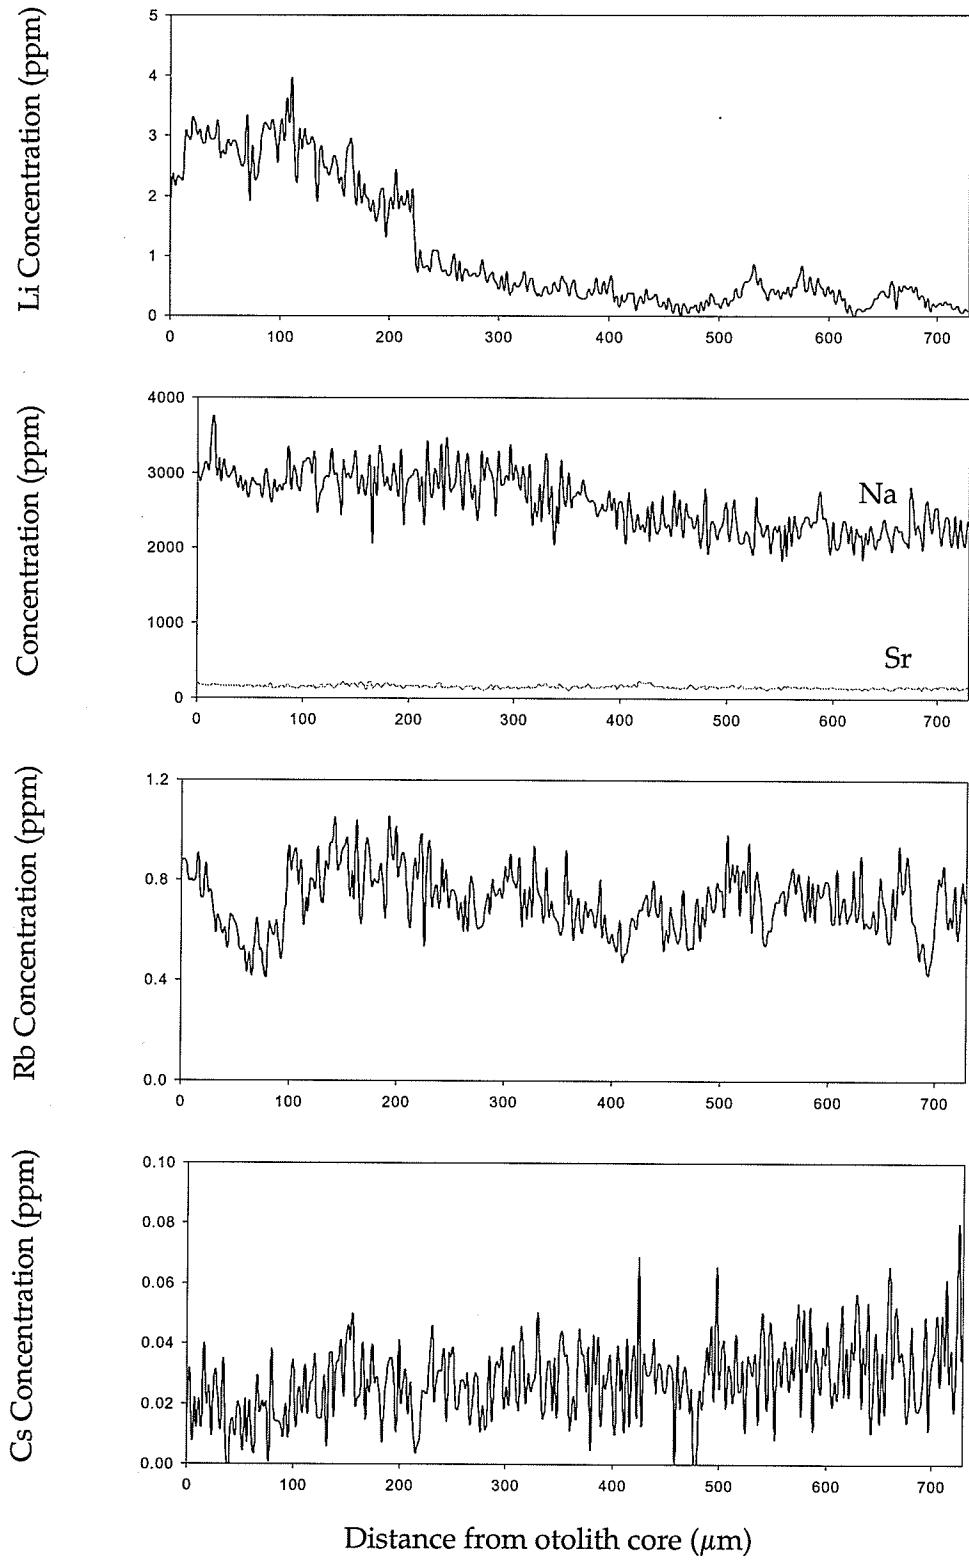 Li Concentration (ppm)
5
4
3
2
1
0
0 100 200 300 400 500 600 700
Concentration (ppm)
4000
3000
2000
1000
0
Na
Sr
0 100 200 300 400 500 600 700
Rb Concentration (ppm)
1.2
0.8
0.4
0.0
0 100 200 300 400 500 600 700
Cs Concentration (ppm)
0.10
0.08
0.06
0.04
0.02
0.00
0 100 200 300 400 500 600 700
Distance from otolith core (μm)